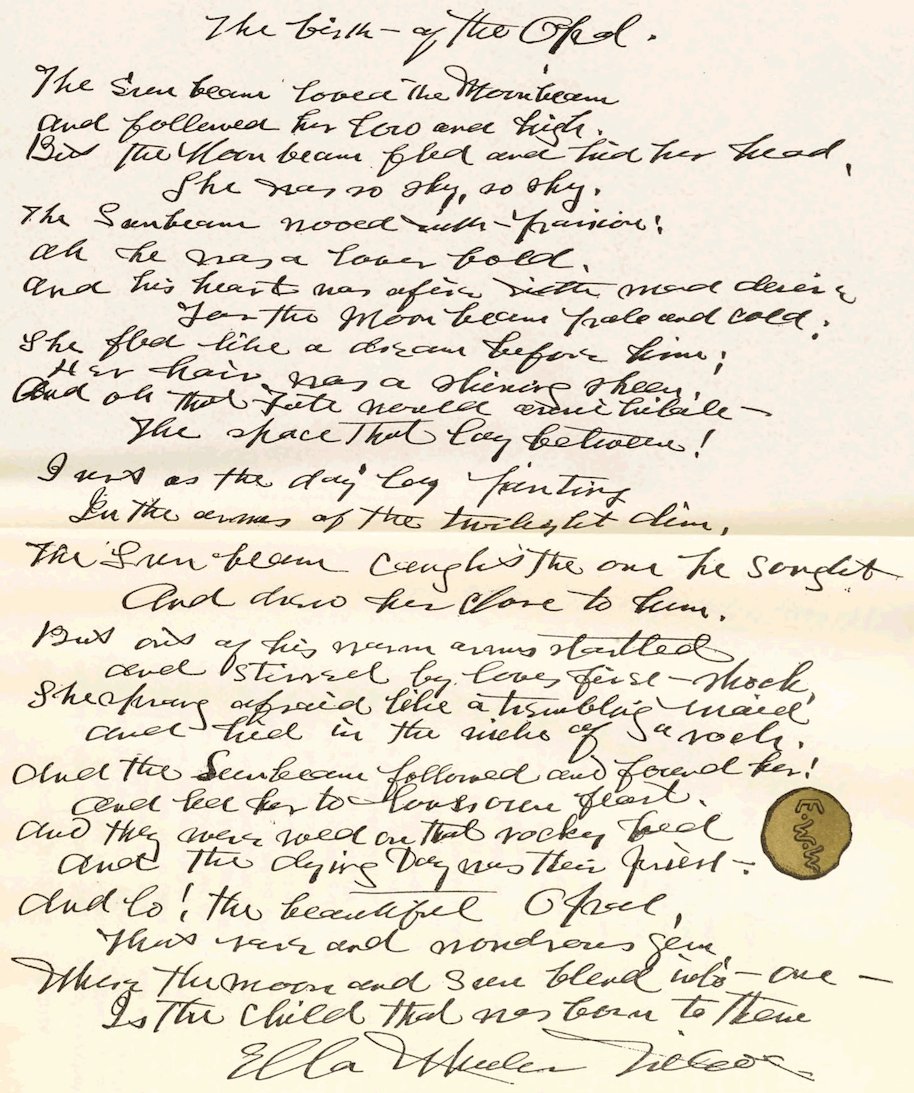 The birth of the Opal.
The Sunbeam loved the Moonbeam
and followed her low and high.
But the Moonbeam fled and hid her head,
She was so shy, so shy.
The Sunbeam wooed with passion;
ah he was a lover bold.
And his heart was afire with mad desire
For the Moonbeam pale and cold.
She fled like a dream before him;
Her hair was a shining sheen,
And oh that Fate would annihilate
The space that lay between!
Just as the day lay fainting
In the arms of the twilight dim,
The Sunbeam caught the one he sought
And drew her close to him.
But out of his warm arms startled
and stirred by love's first shock,
She sprang afraid like a trembling maid
and hid in the niche of a rock.
And the Sunbeam followed and found her!
and led her to love's own feast.
And they were wed on that rocky bed
And the dying Day was their priest -
And lo! the beautiful Opal,
That rare and wondrous gem
Where the moon and sun blend into one -
Is the child that was born to them
Ella Wheeler Wilcox
E.W.W